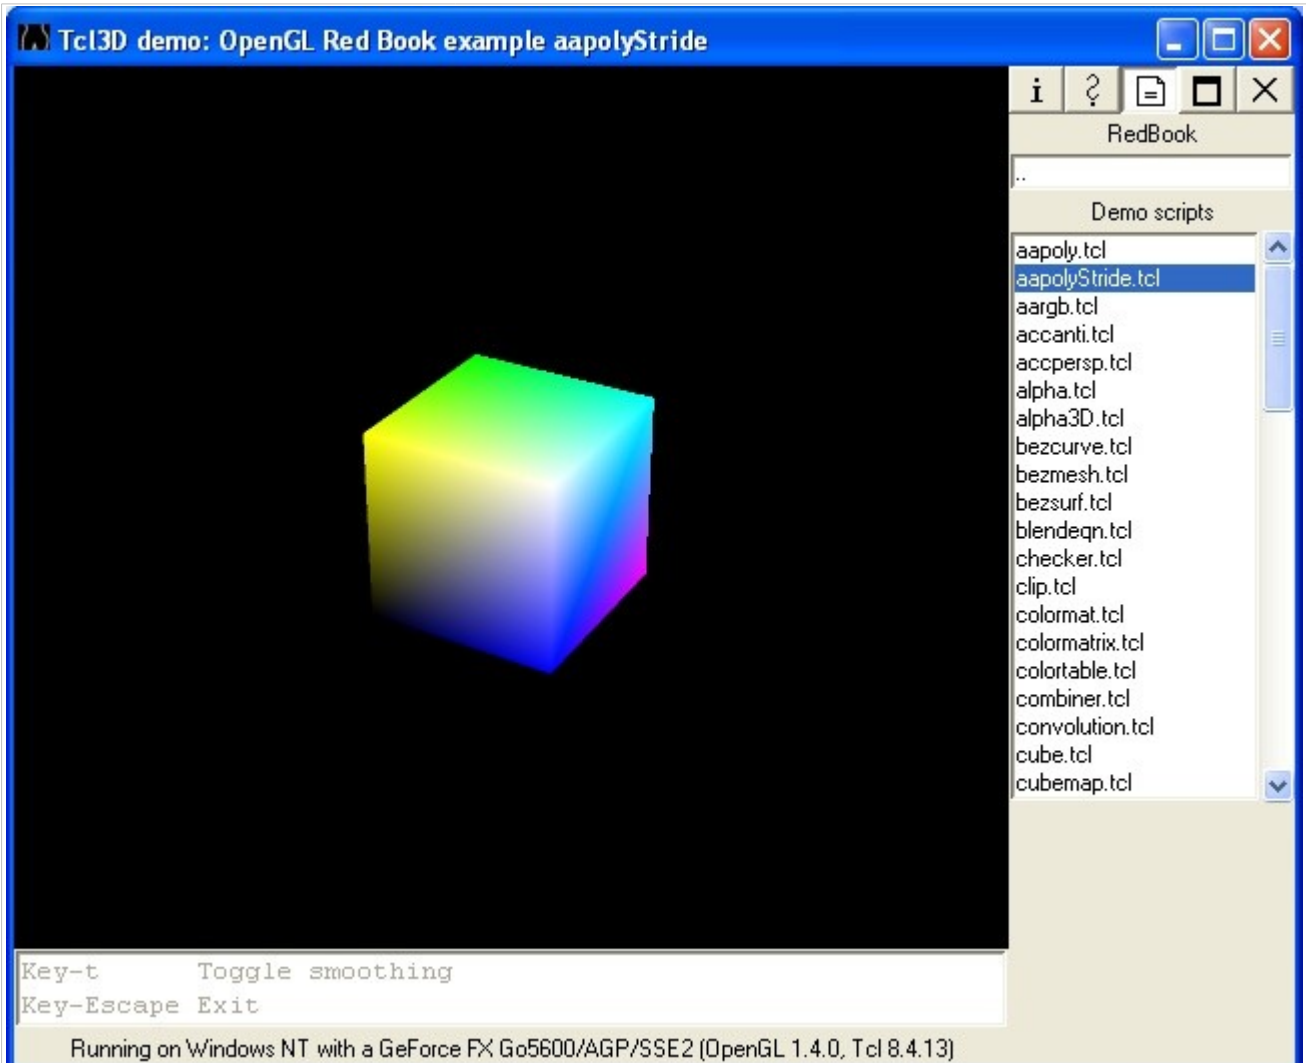 Tcl3D demo: OpenGL Red Book example aapolyStride
i ?
RedBook
..
Demo scripts
aapoly.tcl
aapolyStride.tcl
aargb.tcl
accanti.tcl
accpersp.tcl
alpha.tcl
alpha3D.tcl
bezcurve.tcl
bezmesh.tcl
bezsurf.tcl
blendeqn.tcl
checker.tcl
clip.tcl
colormat.tcl
colormatrix.tcl
colortable.tcl
combiner.tcl
convolution.tcl
cube.tcl
cubemap.tcl
Key-t Toggle smoothing
Key-Escape Exit
Running on Windows NT with a GeForce FX Go5600/AGP/SSE2 (OpenGL 1.4.0, Tcl 8.4.13)